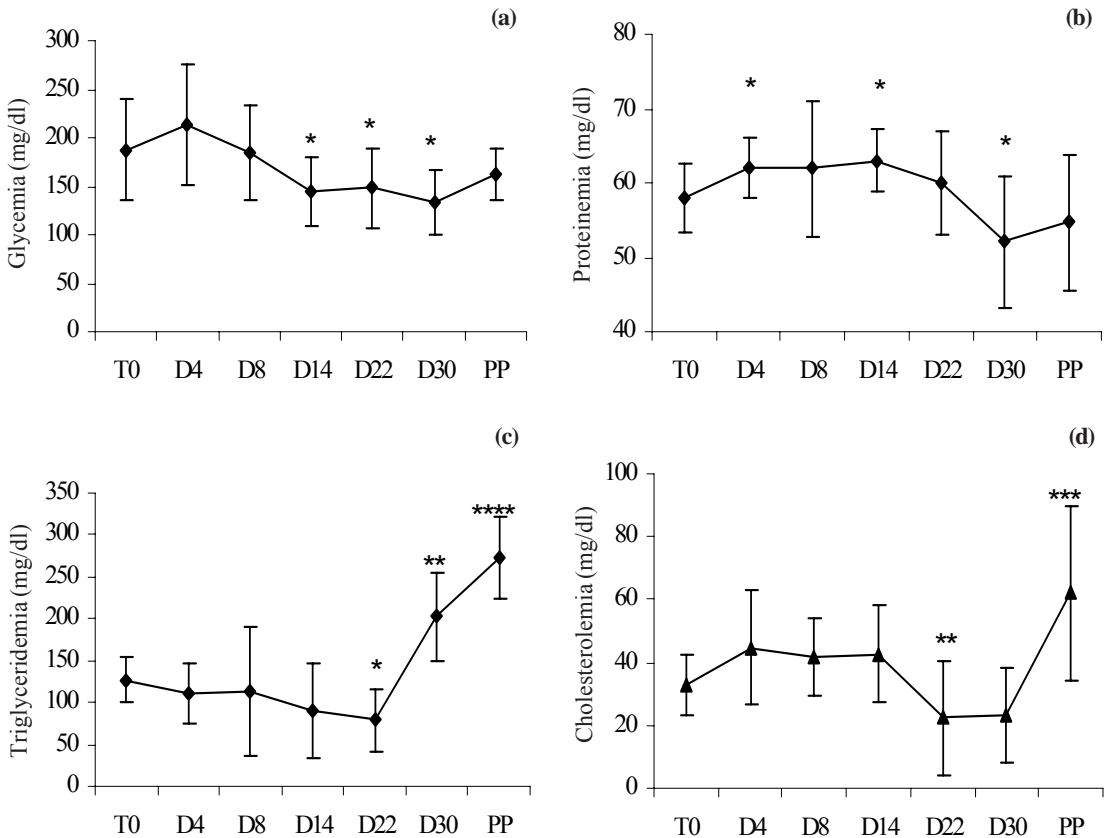 (a)
Glycemia (mg/dl)
300
250
200
150
100
50
0
* * *
T0 D4 D8 D14 D22 D30 PP
(b)
Proteinemia (mg/dl)
80
70
60
50
40
* * *
T0 D4 D8 D14 D22 D30 PP
(c)
Triglyceridemia (mg/dl)
350
300
250
200
150
100
50
0
****
**
*
T0 D4 D8 D14 D22 D30 PP
(d)
Cholesterolemia (mg/dl)
100
80
60
40
20
0
***
**
T0 D4 D8 D14 D22 D30 PP